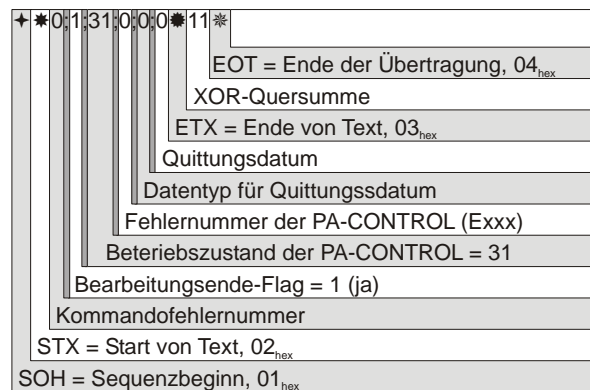 ✦✷0;1;31;0;0;0✹11✵
EOT = Ende der Übertragung, 04hex
XOR-Quersumme
ETX = Ende von Text, 03hex
Quittungsdatum
Datentyp für Quittungssdatum
Fehlernummer der PA-CONTROL (Exxx)
Beteriebszustand der PA-CONTROL = 31
Bearbeitungsende-Flag = 1 (ja)
Kommandofehlernummer
STX = Start von Text, 02hex
SOH = Sequenzbeginn, 01hex